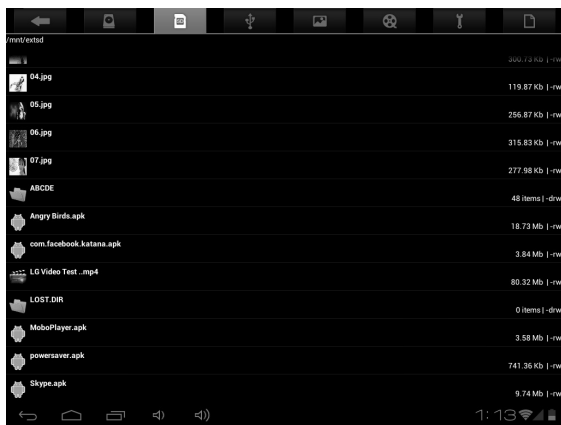 /mnt/extsd
300.73 Kb | -rw
04.jpg
119.87 Kb | -rw
05.jpg
256.87 Kb | -rw
06.jpg
315.83 Kb | -rw
07.jpg
277.98 Kb | -rw
ABCDE
48 items | -drw
Angry Birds.apk
18.73 Mb | -rw
com.facebook.katana.apk
3.84 Mb | -rw
LG Video Test ..mp4
80.32 Mb | -rw
LOST.DIR
0 items | -drw
MoboPlayer.apk
3.58 Mb | -rw
powersaver.apk
741.36 Kb | -rw
Skype.apk
9.74 Mb | -rw
1:13